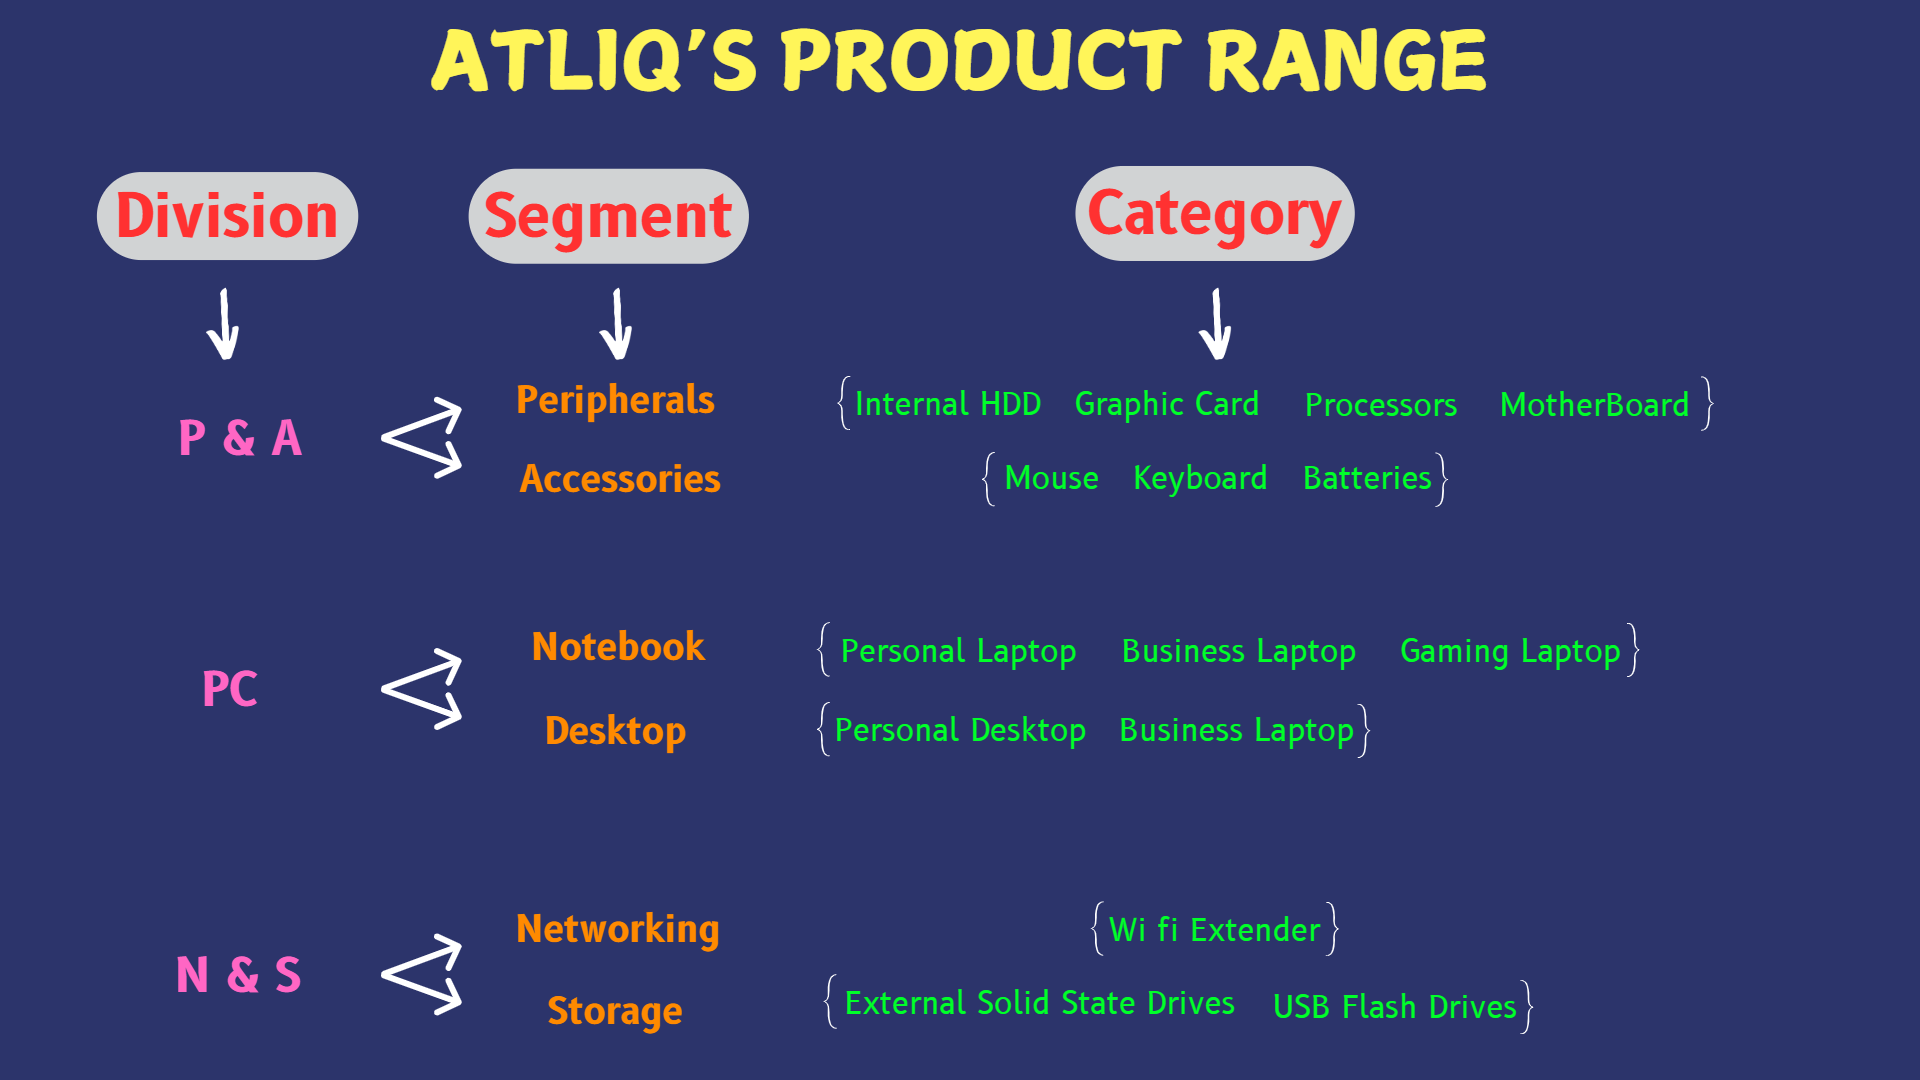 ATLIQ'S PRODUCT RANGE
Division Segment Category
P & A
Peripherals {Internal HDD Graphic Card Processors MotherBoard}
Accessories {Mouse Keyboard Batteries}
PC
Notebook {Personal Laptop Business Laptop Gaming Laptop}
Desktop {Personal Desktop Business Laptop}
N & S
Networking {Wi fi Extender}
Storage {External Solid State Drives USB Flash Drives}